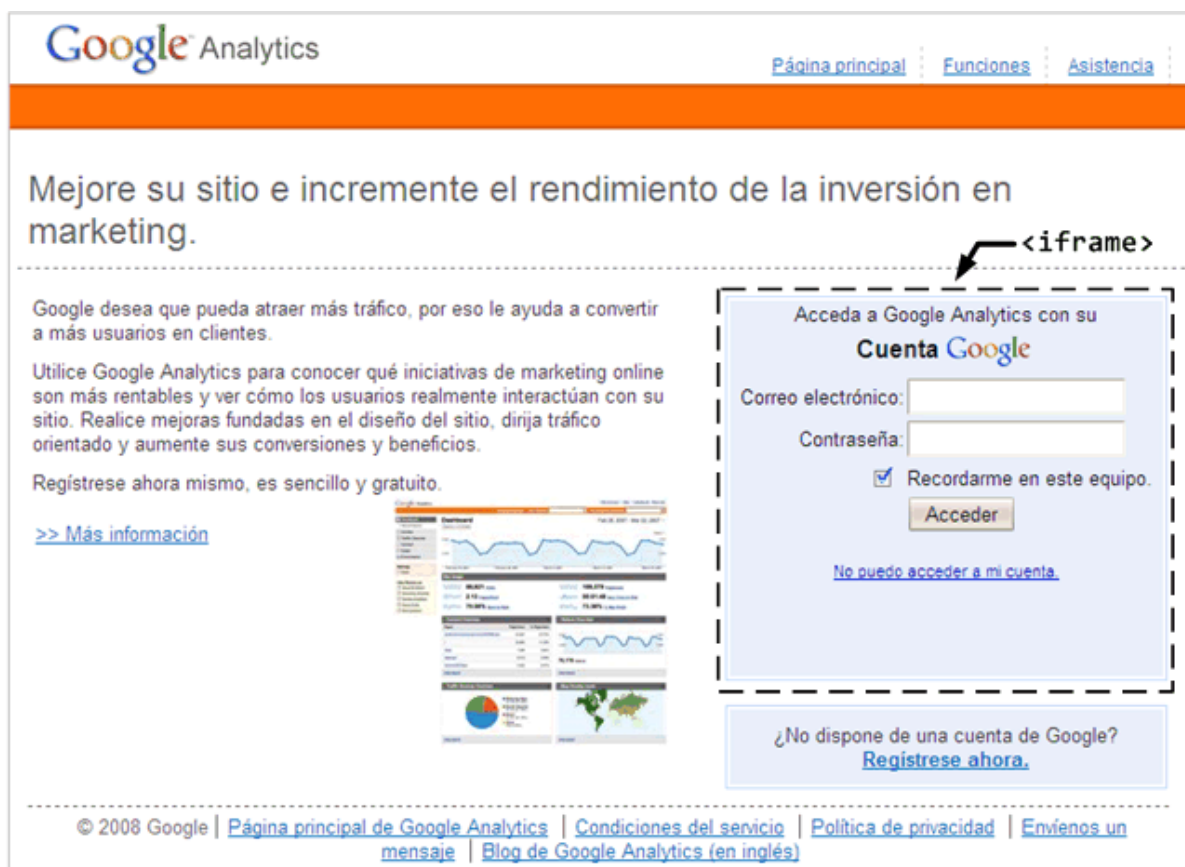 Google Analytics
Página principal Funciones Asistencia
Mejore su sitio e incremente el rendimiento de la inversión en
marketing.
<iframe>
Google desea que pueda atraer más tráfico, por eso le ayuda a convertir
a más usuarios en clientes.
Utilice Google Analytics para conocer qué iniciativas de marketing online
son más rentables y ver cómo los usuarios realmente interactúan con su
sitio. Realice mejoras fundadas en el diseño del sitio, dirija tráfico
orientado y aumente sus conversiones y beneficios.
Regístrese ahora mismo, es sencillo y gratuito.
>> Más información
Dashboard
Acceda a Google Analytics con su
Cuenta Google
Correo electrónico:
Contraseña:
Recordarme en este equipo.
Acceder
No puedo acceder a mi cuenta.
¿No dispone de una cuenta de Google?
Regístrese ahora.
© 2008 Google | Página principal de Google Analytics | Condiciones del servicio | Política de privacidad | Envíenos un
mensaje | Blog de Google Analytics (en inglés)